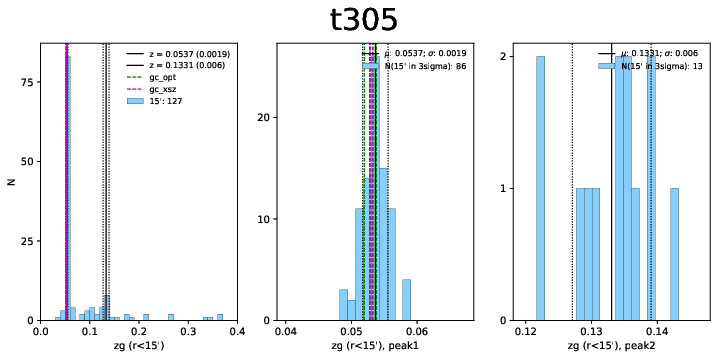 t305
z = 0.0537 (0.0019)
z = 0.1331 (0.006)
gc_opt
gc_xsz
15': 127
N
0
25
50
75
0.0 0.1 0.2 0.3 0.4
zg (r<15')
μ: 0.0537; σ: 0.0019
N(15' in 3sigma): 86
0
10
20
0.04 0.05 0.06
zg (r<15'), peak1
μ: 0.1331; σ: 0.006
N(15' in 3sigma): 13
0
1
2
0.12 0.13 0.14
zg (r<15'), peak2